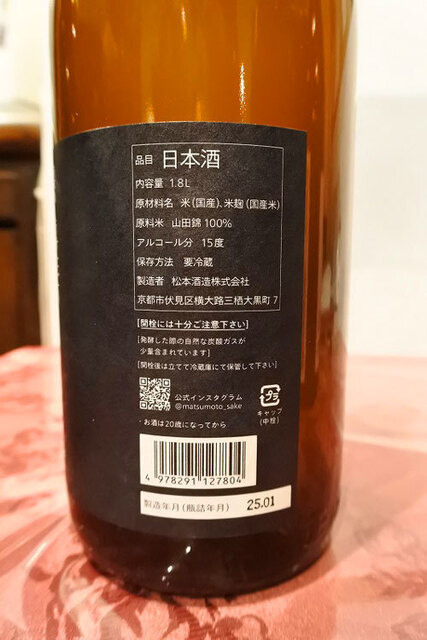 品目 日本酒
内容量 1.8L
原材料名 米(国産)、米麹(国産米)
原料米 山田錦100%
アルコール分 15度
保存方法 要冷蔵
製造者 松本酒造株式会社
京都市伏見区横大路三栖大黒町 7
[開栓には十分ご注意下さい]
[発酵した際の自然な炭酸ガスが
少量含まれています]
[開栓後は立てて冷蔵庫にて保管して下さい]
公式インスタグラム
@matsumoto_sake
プラ
キャップ
(中栓)
・お酒は20歳になってから
4 978291 127804
製造年月(瓶詰年月) 25.01